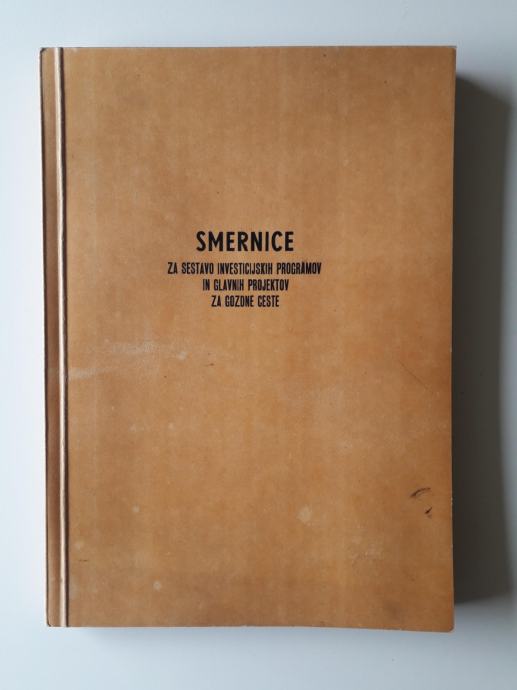 SMERNICE
ZA SESTAVO INVESTICIJSKIH PROGRAMOV
IN GLAVNIH PROJEKTOV
ZA GOZDNE CESTE